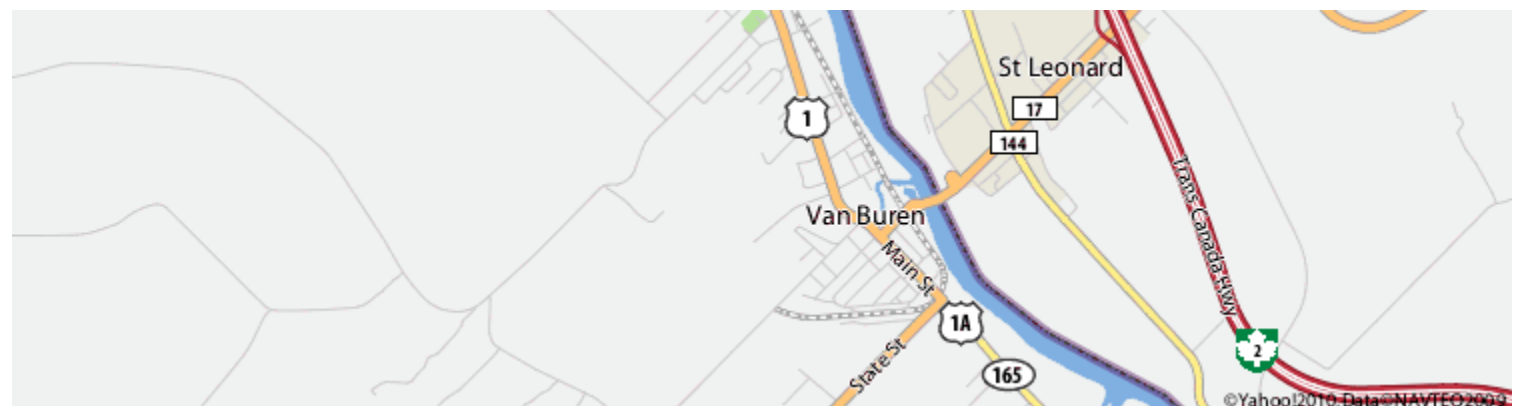 St Leonard
17
1
144
Trans Canada Hwy
Van Buren
Main St
1A
2
State St
165
©Yahoo!2010,Data©NAVTEQ2009